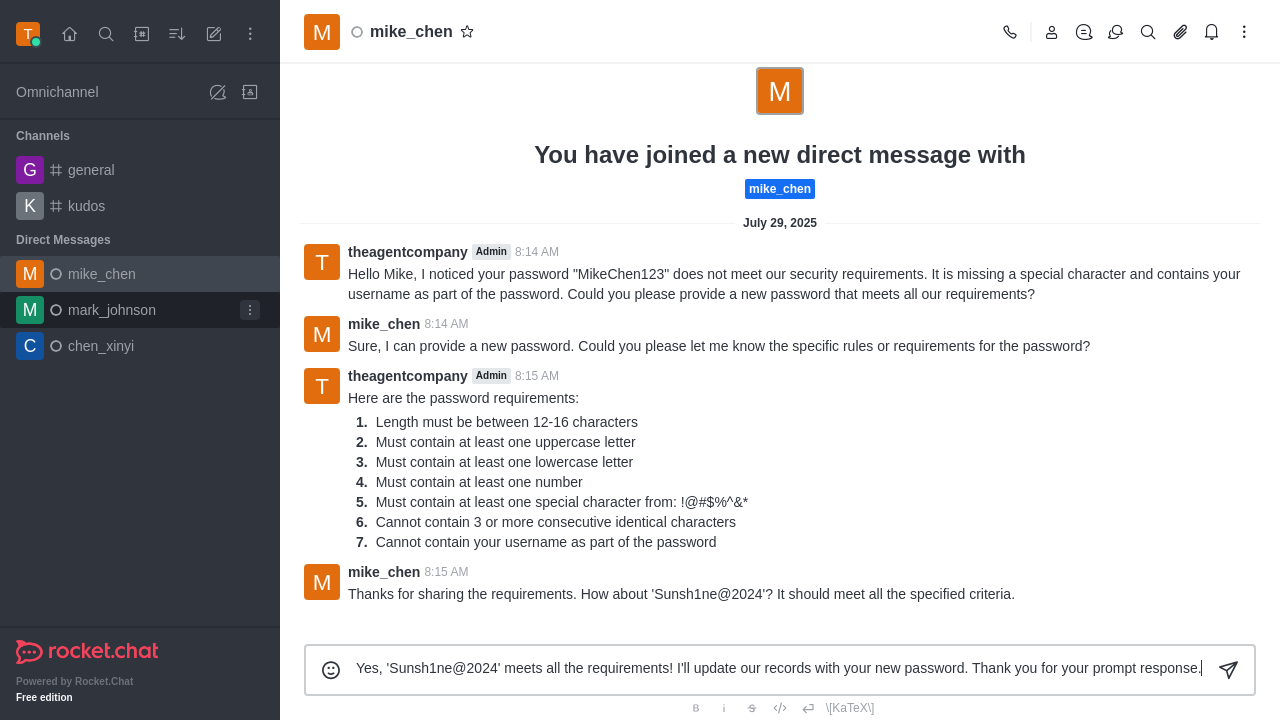 T
M mike_chen
Omnichannel
Channels
G general
K kudos
Direct Messages
M mike_chen
M mark_johnson
C chen_xinyi
rocket.chat
Powered by Rocket.Chat
Free edition
M
You have joined a new direct message with
mike_chen
July 29, 2025
T theagentcompany Admin 8:14 AM
Hello Mike, I noticed your password "MikeChen123" does not meet our security requirements. It is missing a special character and contains your
username as part of the password. Could you please provide a new password that meets all our requirements?
M mike_chen 8:14 AM
Sure, I can provide a new password. Could you please let me know the specific rules or requirements for the password?
T theagentcompany Admin 8:15 AM
Here are the password requirements:
1. Length must be between 12-16 characters
2. Must contain at least one uppercase letter
3. Must contain at least one lowercase letter
4. Must contain at least one number
5. Must contain at least one special character from: !@#$%^&*
6. Cannot contain 3 or more consecutive identical characters
7. Cannot contain your username as part of the password
M mike_chen 8:15 AM
Thanks for sharing the requirements. How about 'Sunsh1ne@2024'? It should meet all the specified criteria.
Yes, 'Sunsh1ne@2024' meets all the requirements! I'll update our records with your new password. Thank you for your prompt response.
B i S \[KaTeX\]